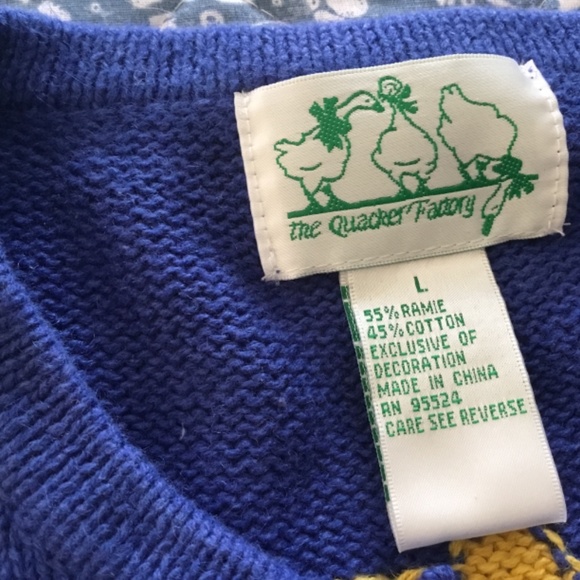 the Quacker Factory
L
55% RAMIE
45% COTTON
EXCLUSIVE OF
DECORATION
MADE IN CHINA
RN 95524
CARE SEE REVERSE